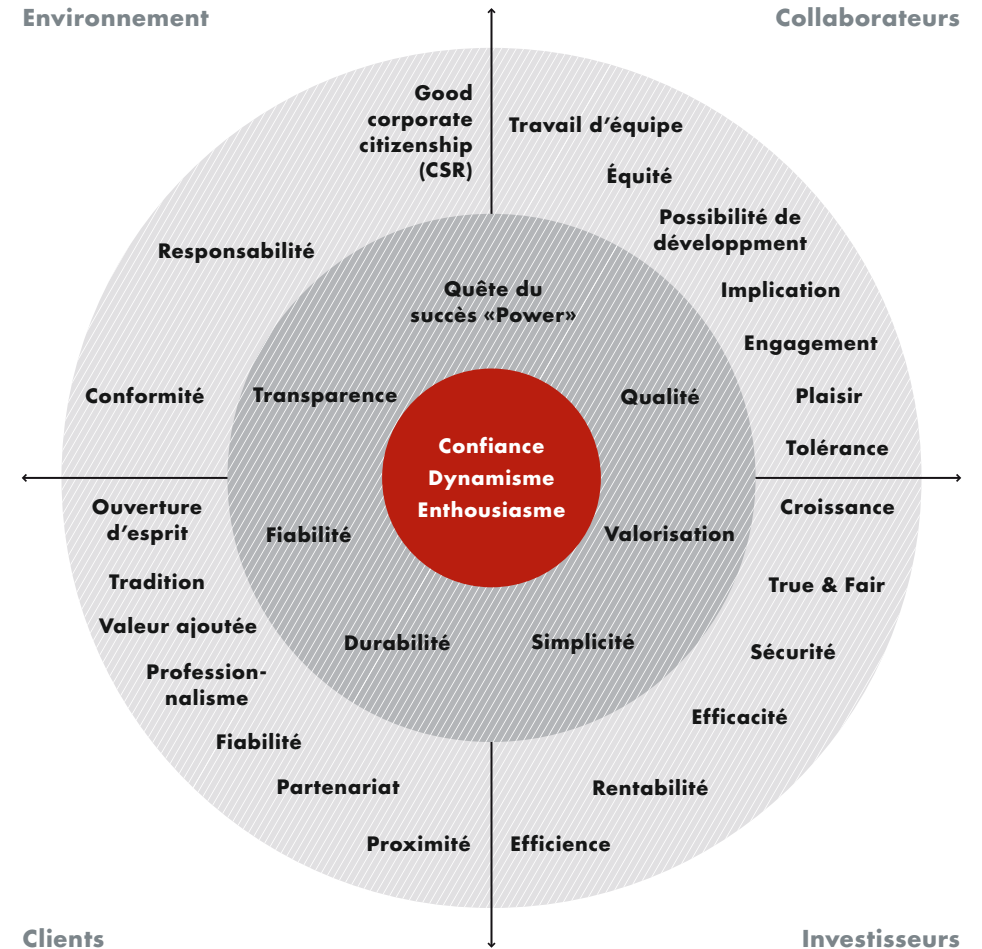 Environnement
Collaborateurs
Good
corporate
citizenship
(CSR)
Travail d’équipe
Équité
Possibilité de
développment
Responsabilité
Implication
Quête du
succès «Power»
Engagement
Conformité
Transparence
Qualité
Plaisir
Tolérance
Confiance
Dynamisme
Enthousiasme
Ouverture
d’esprit
Fiabilité
Valorisation
Croissance
Tradition
True & Fair
Valeur ajoutée
Durabilité
Simplicité
Sécurité
Profession-
nalisme
Efficacité
Fiabilité
Partenariat
Rentabilité
Proximité
Efficience
Clients
Investisseurs